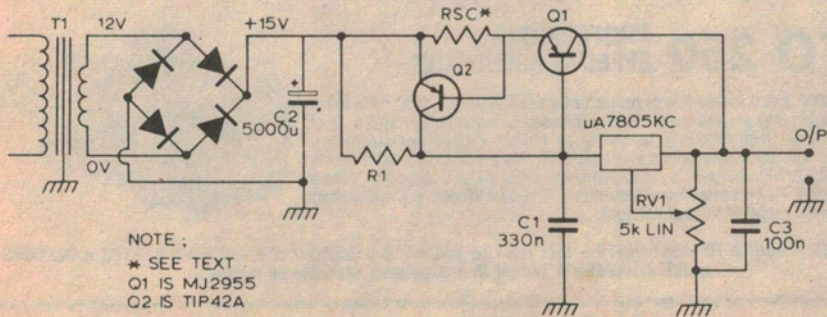 T1
12V
+15V
RSC*
Q1
Q2
+
C2
5000u
uA7805KC
O/P
0V
R1
RV1
5k LIN
C1
330n
C3
100n
NOTE ;
* SEE TEXT
Q1 IS MJ2955
Q2 IS TIP42A